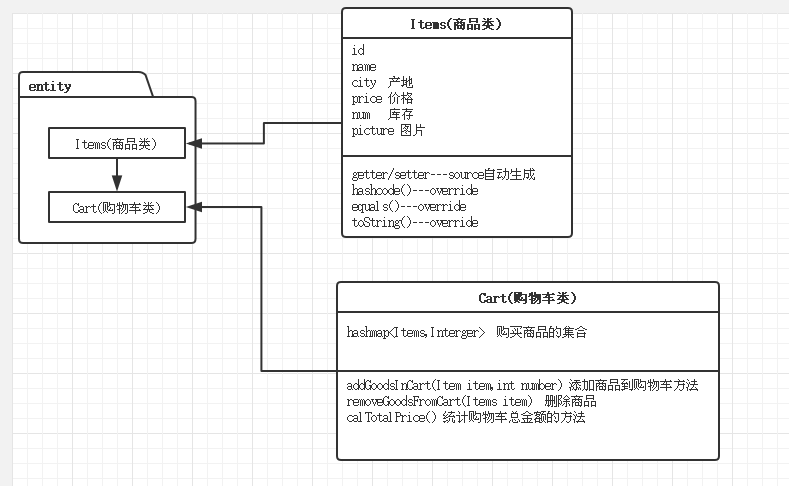 entity
Items(商品类)
Cart(购物车类)
Items(商品类)
id
name
city 产地
price 价格
num 库存
picture 图片
getter/setter---source自动生成
hashcode()---override
equals()---override
toString()---override
Cart(购物车类)
hashmap<Items,Interger> 购买商品的集合
addGoodsInCart(Item item,int number) 添加商品到购物车方法
removeGoodsFromCart(Items item) 删除商品
calTotalPrice() 统计购物车总金额的方法